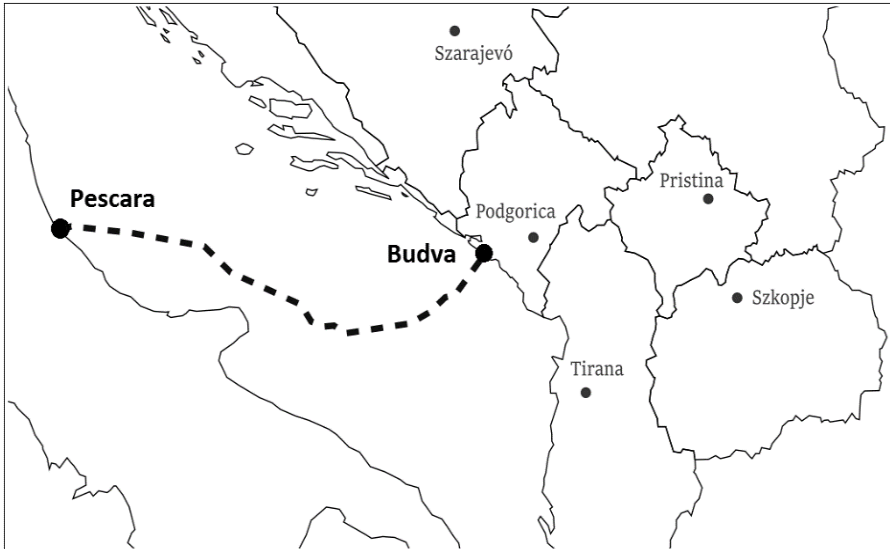 Szarajevó
Pescara
Pristina
Podgorica
Budva
Szkopje
Tirana